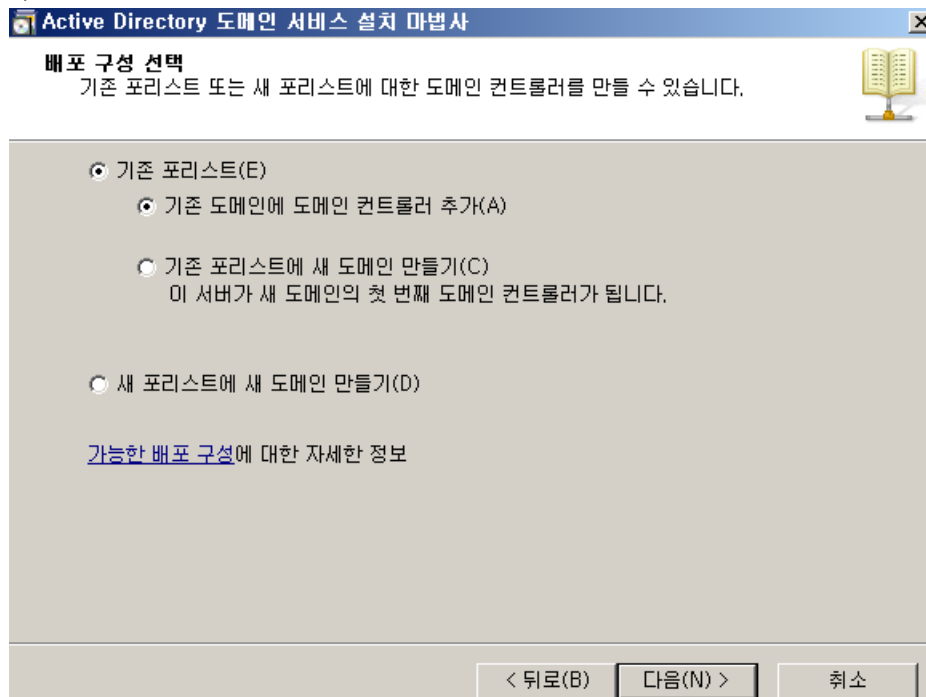 Active Directory 도메인 서비스 설치 마법사
배포 구성 선택
기존 포리스트 또는 새 포리스트에 대한 도메인 컨트롤러를 만들 수 있습니다.
기존 포리스트(E)
기존 도메인에 도메인 컨트롤러 추가(A)
기존 포리스트에 새 도메인 만들기(C)
이 서버가 새 도메인의 첫 번째 도메인 컨트롤러가 됩니다.
새 포리스트에 새 도메인 만들기(D)
가능한 배포 구성에 대한 자세한 정보
< 뒤로(B) 다음(N) > 취소